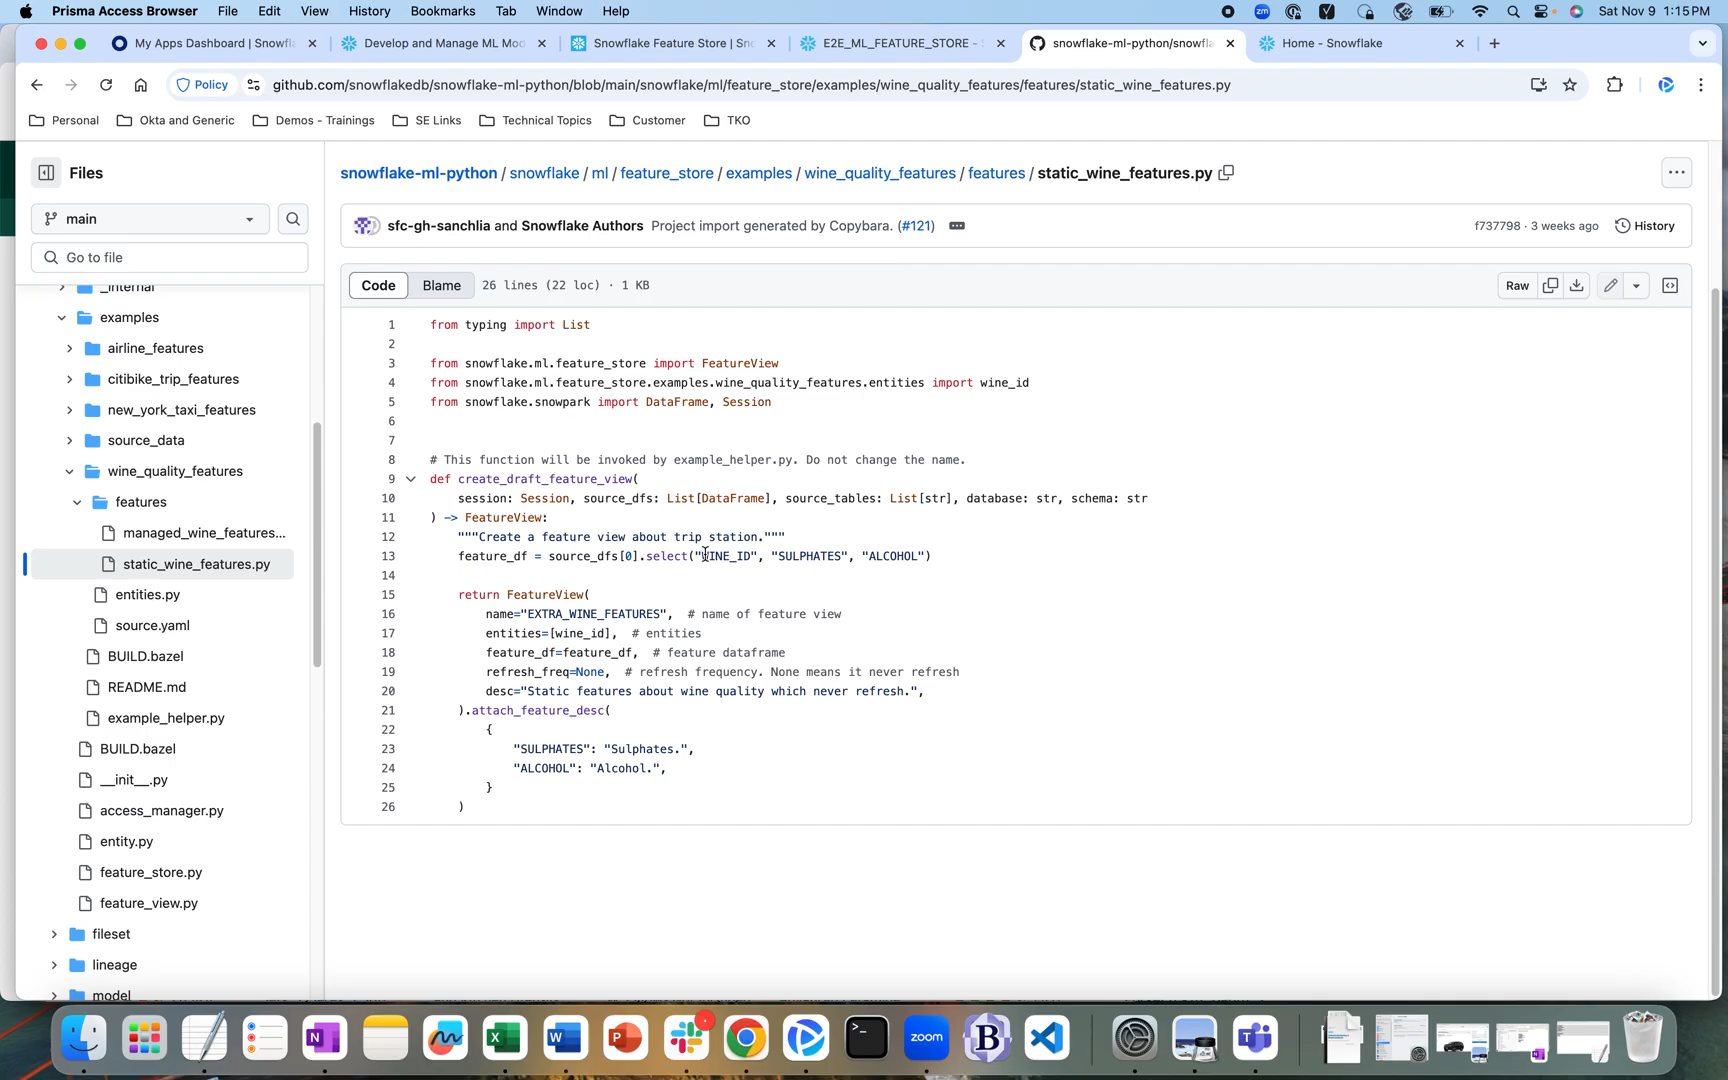 Prisma Access Browser File Edit View History Bookmarks Tab Window Help Sat Nov 9 1:15 PM
My Apps Dashboard | Snowfl
Develop and Manage ML Mod
Snowflake Feature Store | Sn
E2E_ML_FEATURE_STORE - S
snowflake-ml-python/snowfl
Home - Snowflake
Policy
github.com/snowflakedb/snowflake-ml-python/blob/main/snowflake/ml/feature_store/examples/wine_quality_features/features/static_wine_features.py
Personal Okta and Generic Demos - Trainings SE Links Technical Topics Customer TKO
Files
main
Go to file
_internal
examples
airline_features
citibike_trip_features
new_york_taxi_features
source_data
wine_quality_features
features
managed_wine_features...
static_wine_features.py
entities.py
source.yaml
BUILD.bazel
README.md
example_helper.py
BUILD.bazel
__init__.py
access_manager.py
entity.py
feature_store.py
feature_view.py
fileset
lineage
model
snowflake-ml-python / snowflake / ml / feature_store / examples / wine_quality_features / features / static_wine_features.py
sfc-gh-sanchlia and Snowflake Authors Project import generated by Copybara. (#121)
f737798 · 3 weeks ago History
Code Blame 26 lines (22 loc) · 1 KB Raw
1 from typing import List
2
3 from snowflake.ml.feature_store import FeatureView
4 from snowflake.ml.feature_store.examples.wine_quality_features.entities import wine_id
5 from snowflake.snowpark import DataFrame, Session
6
7
8 # This function will be invoked by example_helper.py. Do not change the name.
9 def create_draft_feature_view(
10 session: Session, source_dfs: List[DataFrame], source_tables: List[str], database: str, schema: str
11 ) -> FeatureView:
12 """Create a feature view about trip station."""
13 feature_df = source_dfs[0].select("WINE_ID", "SULPHATES", "ALCOHOL")
14
15 return FeatureView(
16 name="EXTRA_WINE_FEATURES", # name of feature view
17 entities=[wine_id], # entities
18 feature_df=feature_df, # feature dataframe
19 refresh_freq=None, # refresh frequency. None means it never refresh
20 desc="Static features about wine quality which never refresh.",
21 ).attach_feature_desc(
22 {
23 "SULPHATES": "Sulphates.",
24 "ALCOHOL": "Alcohol.",
25 }
26 )
zoom